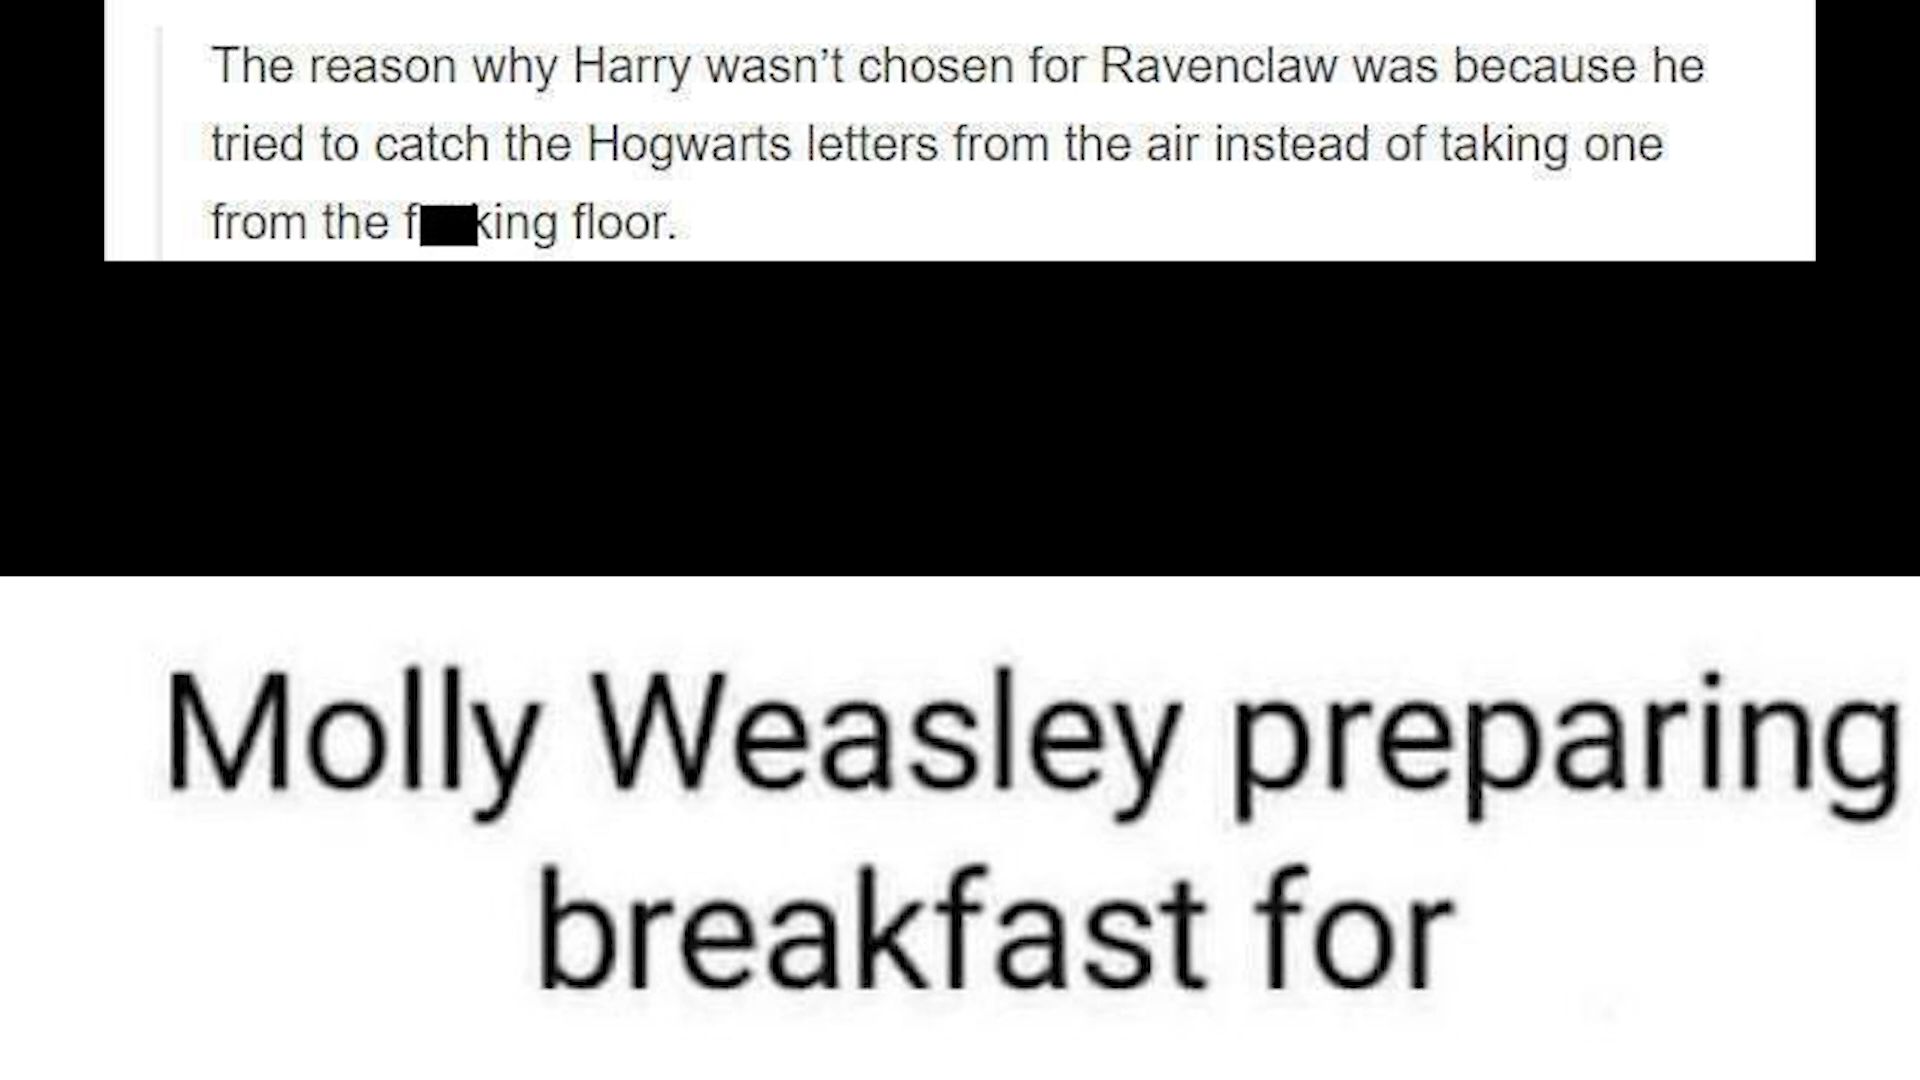 The reason why Harry wasn’t chosen for Ravenclaw was because he
tried to catch the Hogwarts letters from the air instead of taking one
from the f king floor.
Molly Weasley preparing
breakfast for